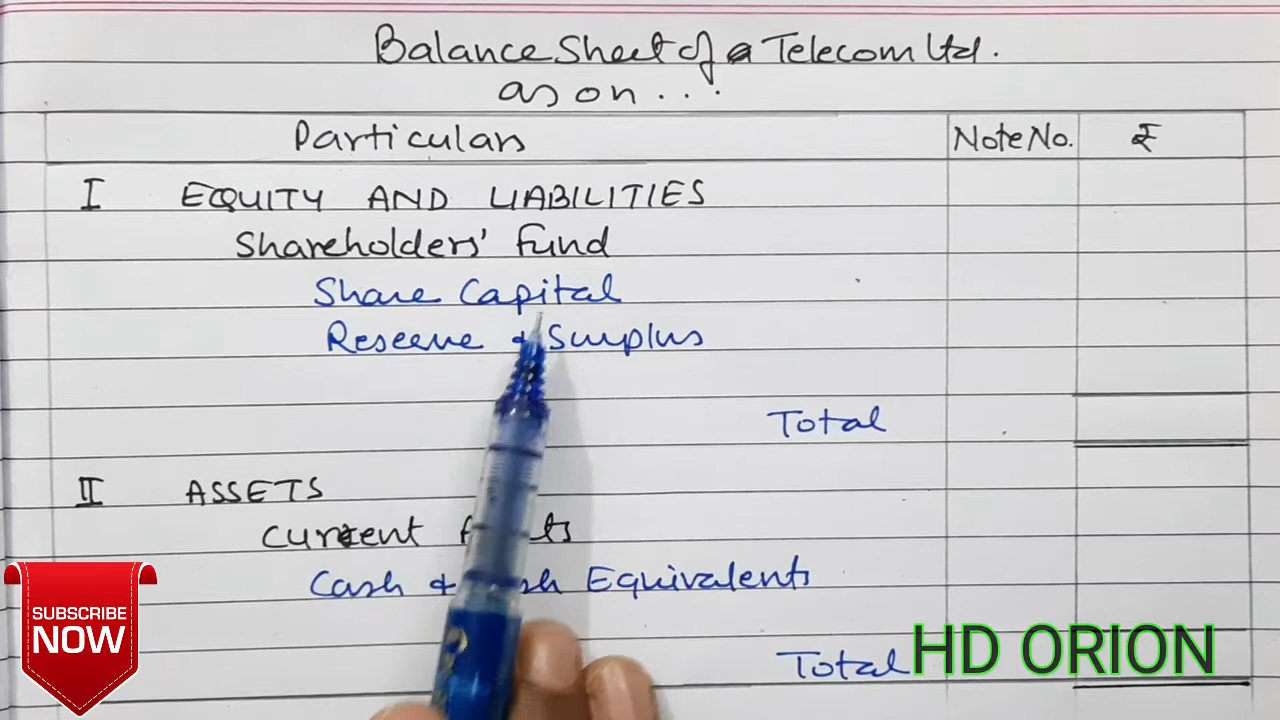 Balance Sheet of a Telecom Ltd.
as on ...
Particulars Note No. ₹
I EQUITY AND LIABILITIES
Shareholders' Fund
Share Capital
Reserve & Surplus
Total
II ASSETS
Current
Cash & Equivalents
SUBSCRIBE
NOW
Total
HD ORION